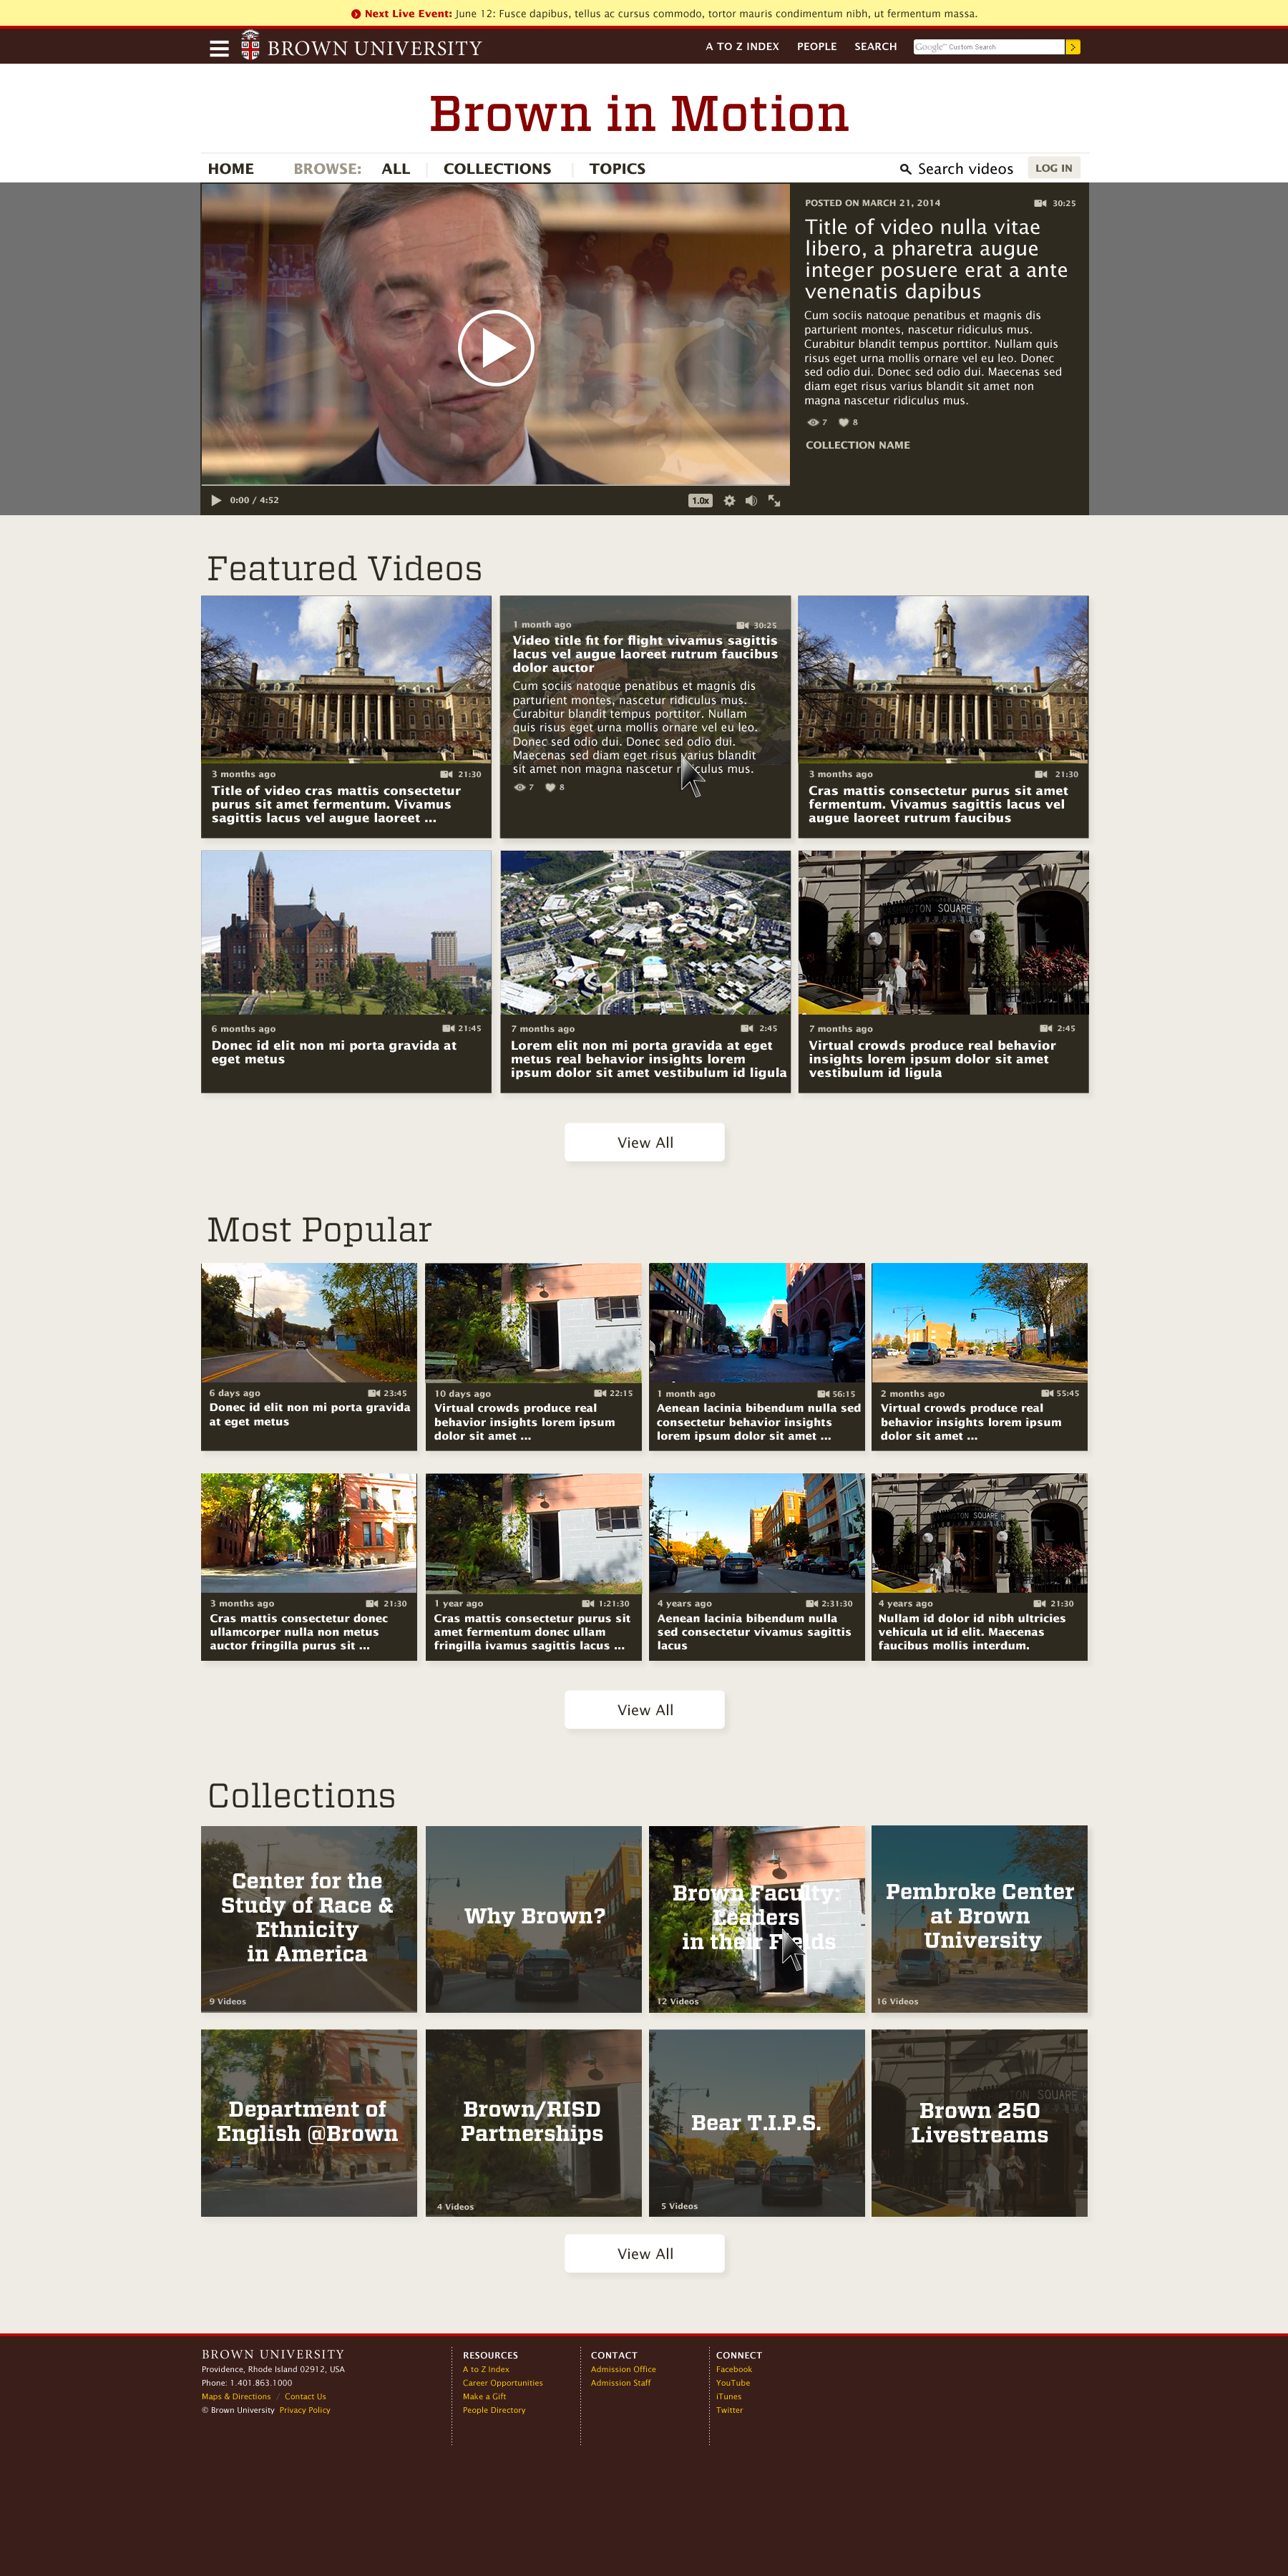 Next Live Event: June 12: Fusce dapibus, tellus ac cursus commodo, tortor mauris condimentum nibh, ut fermentum massa.
BROWN UNIVERSITY
A TO Z INDEX PEOPLE SEARCH Google™ Custom Search
Brown in Motion
HOME BROWSE: ALL COLLECTIONS TOPICS Search videos LOG IN
POSTED ON MARCH 21, 2014 30:25
Title of video nulla vitae
libero, a pharetra augue
integer posuere erat a ante
venenatis dapibus
Cum sociis natoque penatibus et magnis dis
parturient montes, nascetur ridiculus mus.
Curabitur blandit tempus porttitor. Nullam quis
risus eget urna mollis ornare vel eu leo. Donec
sed odio dui. Donec sed odio dui. Maecenas sed
diam eget risus varius blandit sit amet non
magna nascetur ridiculus mus.
7 8
COLLECTION NAME
0:00 / 4:52 1.0x
Featured Videos
3 months ago 21:30
Title of video cras mattis consectetur
purus sit amet fermentum. Vivamus
sagittis lacus vel augue laoreet ...
1 month ago 30:25
Video title fit for flight vivamus sagittis
lacus vel augue laoreet rutrum faucibus
dolor auctor
Cum sociis natoque penatibus et magnis dis
parturient montes, nascetur ridiculus mus.
Curabitur blandit tempus porttitor. Nullam
quis risus eget urna mollis ornare vel eu leo.
Donec sed odio dui. Donec sed odio dui.
Maecenas sed diam eget risus varius blandit
sit amet non magna nascetur ridiculus mus.
7 8
3 months ago 21:30
Cras mattis consectetur purus sit amet
fermentum. Vivamus sagittis lacus vel
augue laoreet rutrum faucibus
6 months ago 21:45
Donec id elit non mi porta gravida at
eget metus
7 months ago 2:45
Lorem elit non mi porta gravida at eget
metus real behavior insights lorem
ipsum dolor sit amet vestibulum id ligula
SQUARE
7 months ago 2:45
Virtual crowds produce real behavior
insights lorem ipsum dolor sit amet
vestibulum id ligula
View All
Most Popular
6 days ago 23:45
Donec id elit non mi porta gravida
at eget metus
10 days ago 22:15
Virtual crowds produce real
behavior insights lorem ipsum
dolor sit amet ...
1 month ago 56:15
Aenean lacinia bibendum nulla sed
consectetur behavior insights
lorem ipsum dolor sit amet ...
2 months ago 55:45
Virtual crowds produce real
behavior insights lorem ipsum
dolor sit amet ...
3 months ago 21:30
Cras mattis consectetur donec
ullamcorper nulla non metus
auctor fringilla purus sit ...
1 year ago 1:21:30
Cras mattis consectetur purus sit
amet fermentum donec ullam
fringilla ivamus sagittis lacus ...
4 years ago 2:31:30
Aenean lacinia bibendum nulla
sed consectetur vivamus sagittis
lacus
SQUARE
4 years ago 21:30
Nullam id dolor id nibh ultricies
vehicula ut id elit. Maecenas
faucibus mollis interdum.
View All
Collections
Center for the
Study of Race &
Ethnicity
in America
9 Videos
Why Brown?
Brown Faculty:
Leaders
in their Fields
12 Videos
Pembroke Center
at Brown
University
16 Videos
Department of
English @Brown
Brown/RISD
Partnerships
4 Videos
Bear T.I.P.S.
5 Videos
SQUARE
Brown 250
Livestreams
View All
BROWN UNIVERSITY
Providence, Rhode Island 02912, USA
Phone: 1.401.863.1000
Maps & Directions / Contact Us
© Brown University Privacy Policy
RESOURCES
A to Z Index
Career Opportunities
Make a Gift
People Directory
CONTACT
Admission Office
Admission Staff
CONNECT
Facebook
YouTube
iTunes
Twitter